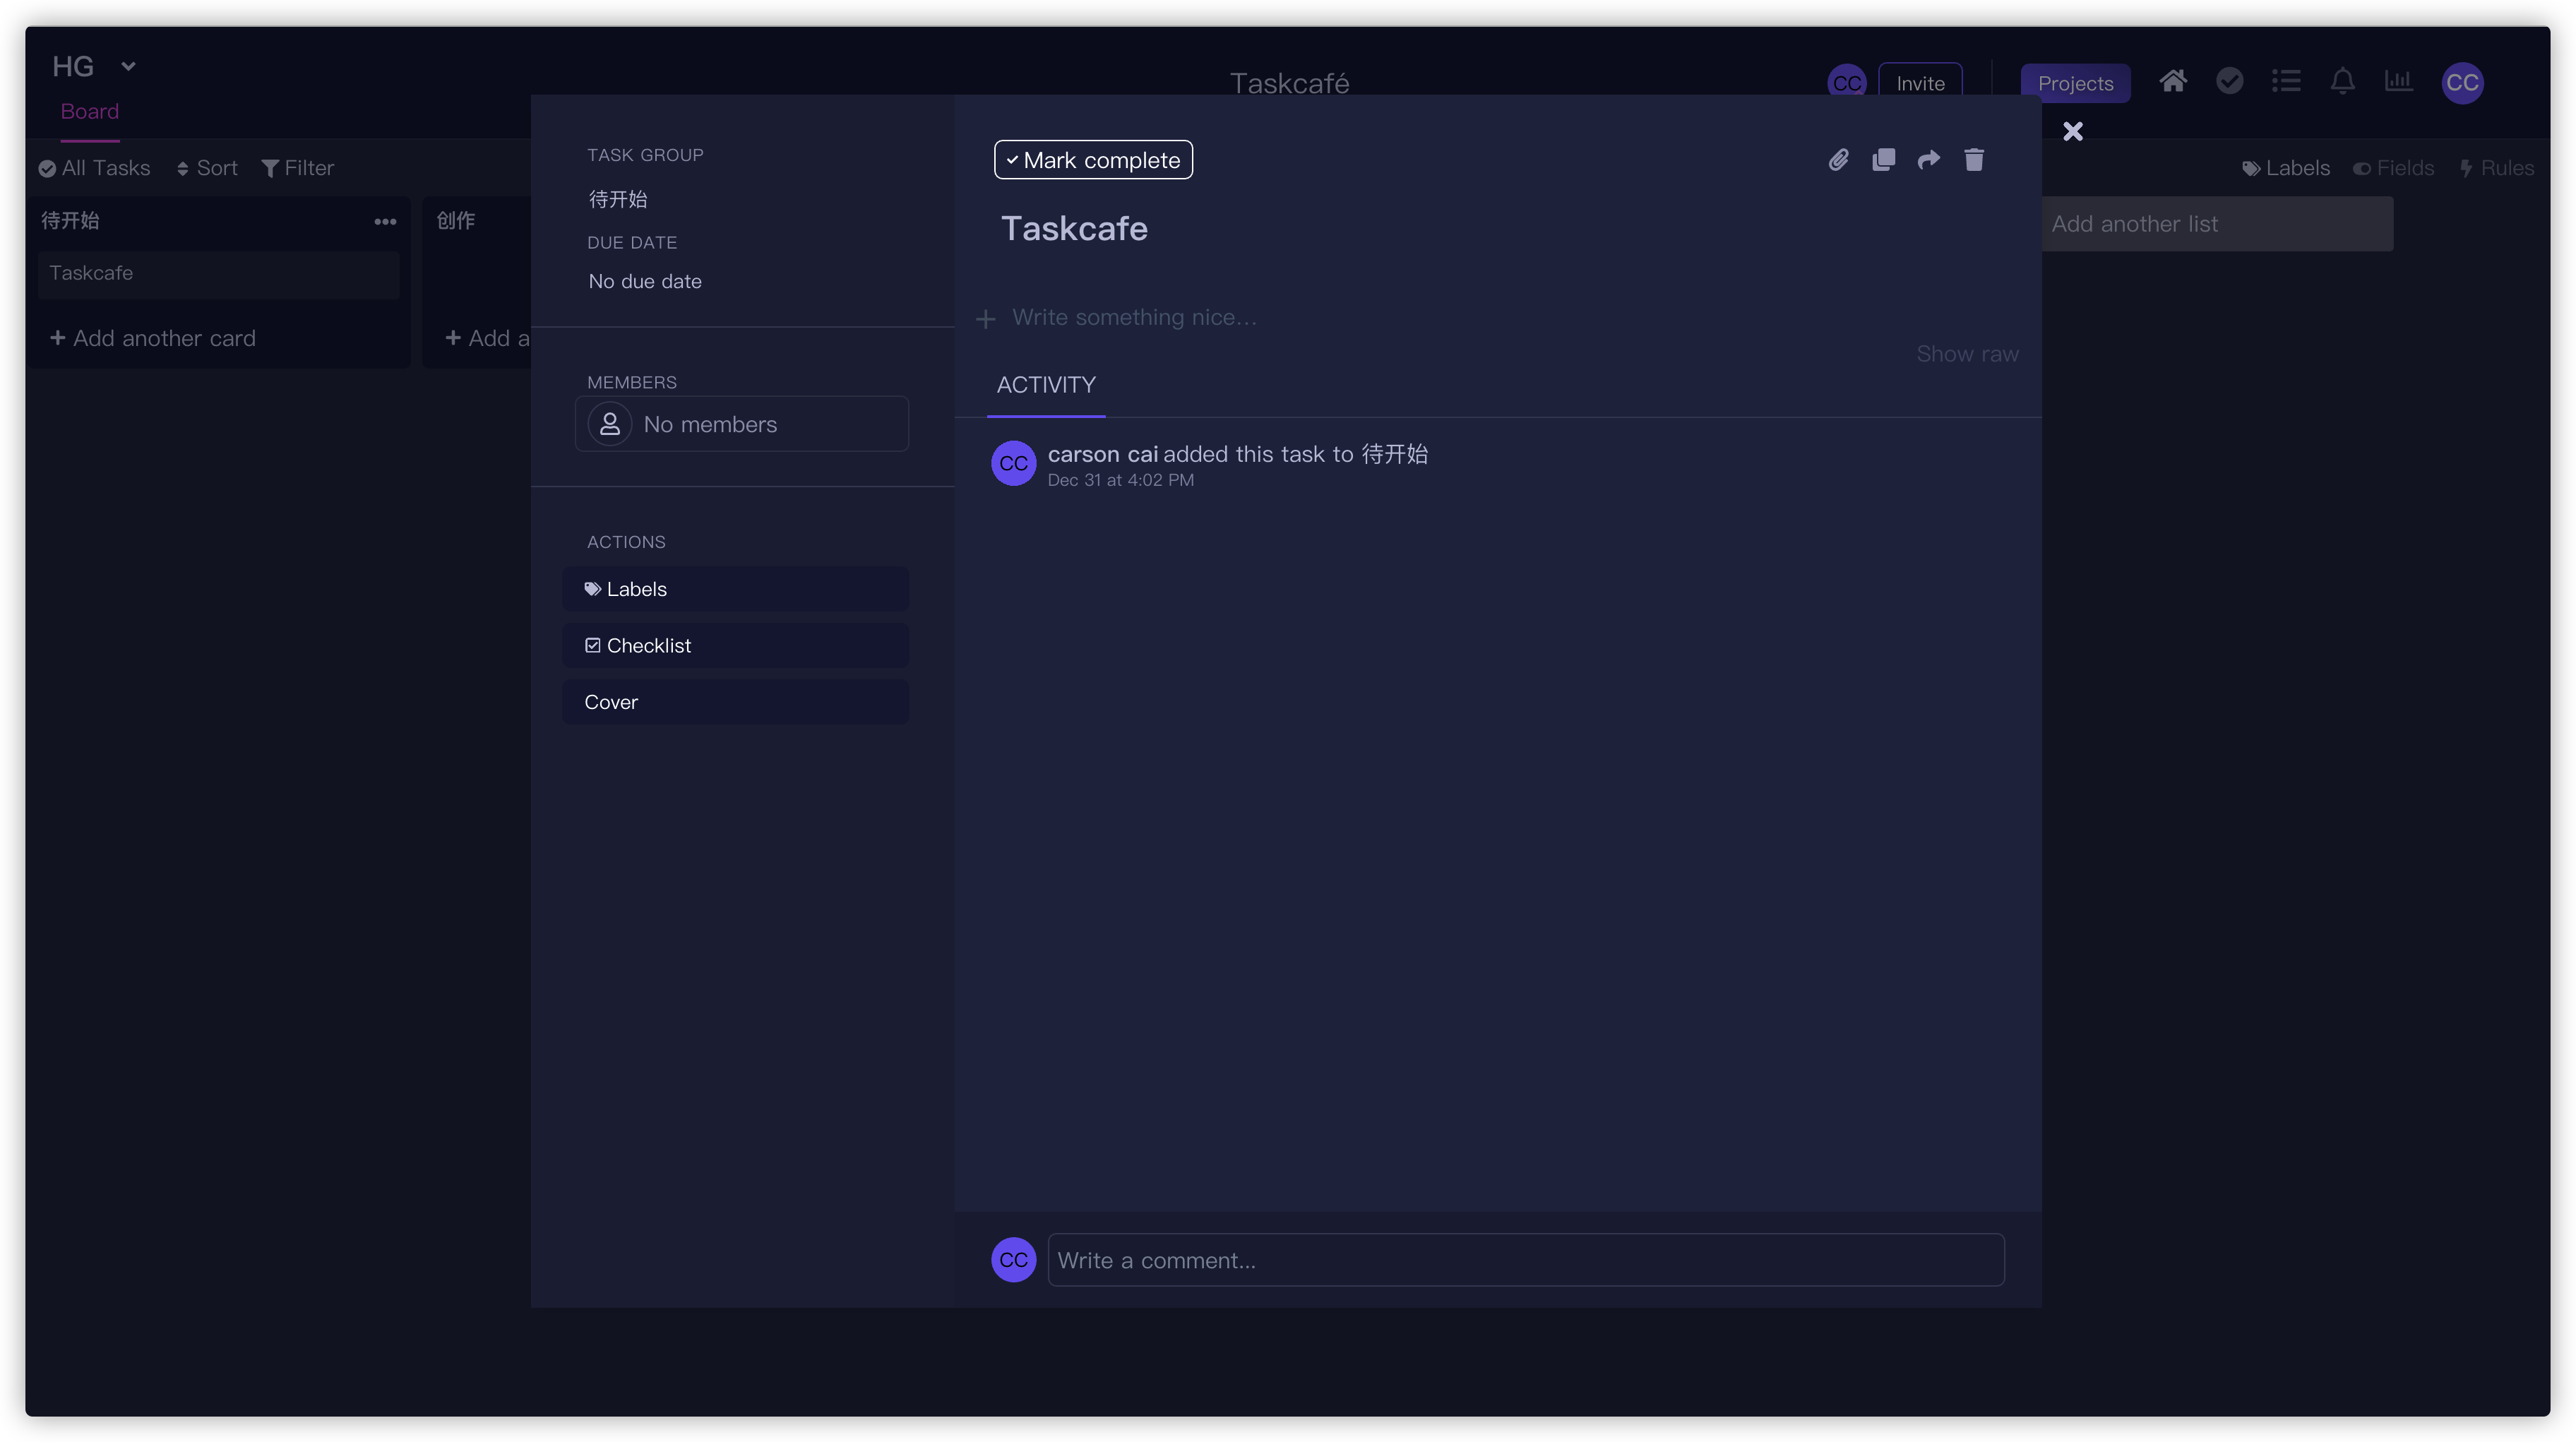 HG
Taskcafé
CC
Invite
Projects
CC
Board
All Tasks
Sort
Filter
Labels
Fields
Rules
待开始
创作
Add another list
Taskcafe
Add another card
Add a
TASK GROUP
待开始
DUE DATE
No due date
MEMBERS
No members
ACTIONS
Labels
Checklist
Cover
Mark complete
Taskcafe
Write something nice...
Show raw
ACTIVITY
CC
carson cai added this task to 待开始
Dec 31 at 4:02 PM
CC
Write a comment...